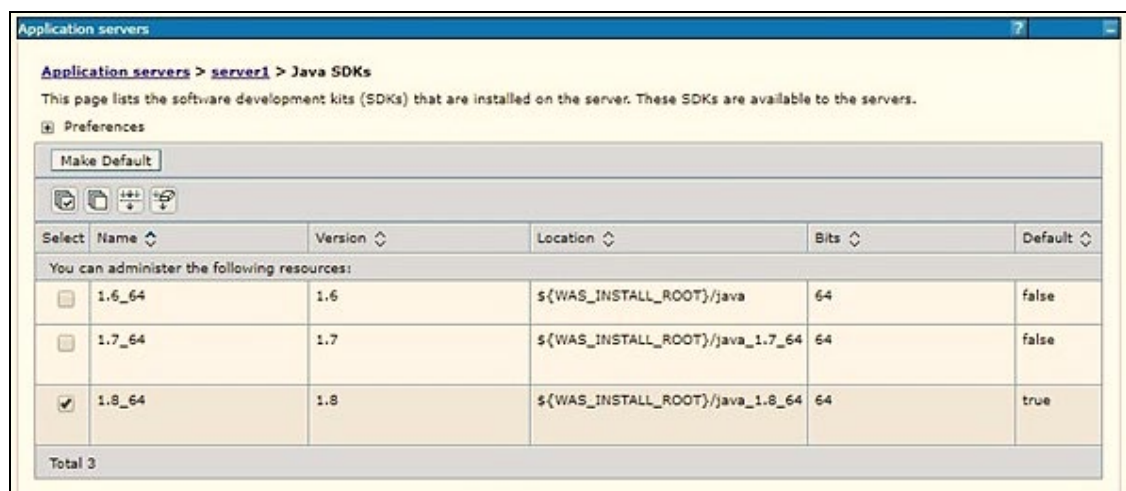 Application servers ? –
Application servers > server1 > Java SDKs
This page lists the software development kits (SDKs) that are installed on the server. These SDKs are available to the servers.
+ Preferences
Make Default
Select Name Version Location Bits Default
You can administer the following resources:
1.6_64 1.6 ${WAS_INSTALL_ROOT}/java 64 false
1.7_64 1.7 ${WAS_INSTALL_ROOT}/java_1.7_64 64 false
1.8_64 1.8 ${WAS_INSTALL_ROOT}/java_1.8_64 64 true
Total 3